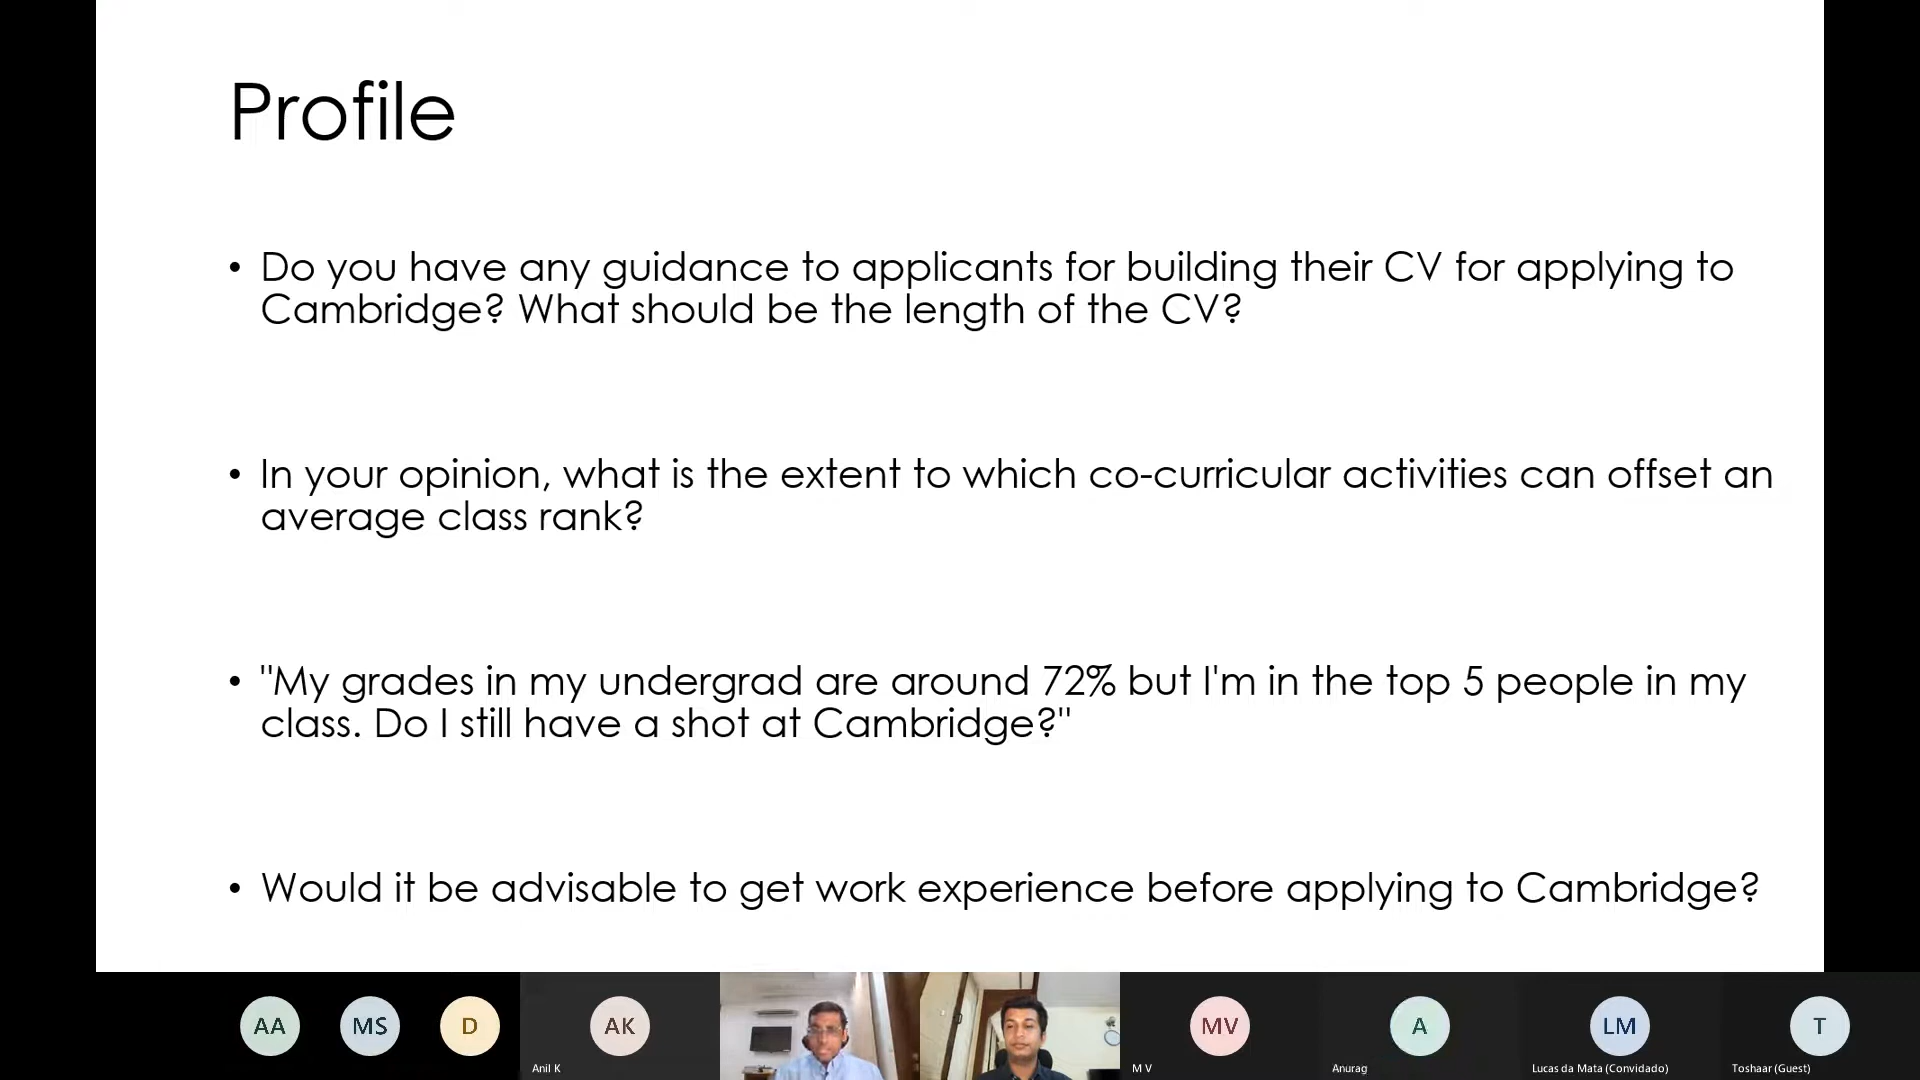 Profile
• Do you have any guidance to applicants for building their CV for applying to
Cambridge? What should be the length of the CV?
• In your opinion, what is the extent to which co-curricular activities can offset an
average class rank?
• "My grades in my undergrad are around 72% but I'm in the top 5 people in my
class. Do I still have a shot at Cambridge?"
• Would it be advisable to get work experience before applying to Cambridge?
AA MS D AK MV A LM T
Anil K M V Anurag Lucas da Mata (Convidado) Toshaar (Guest)